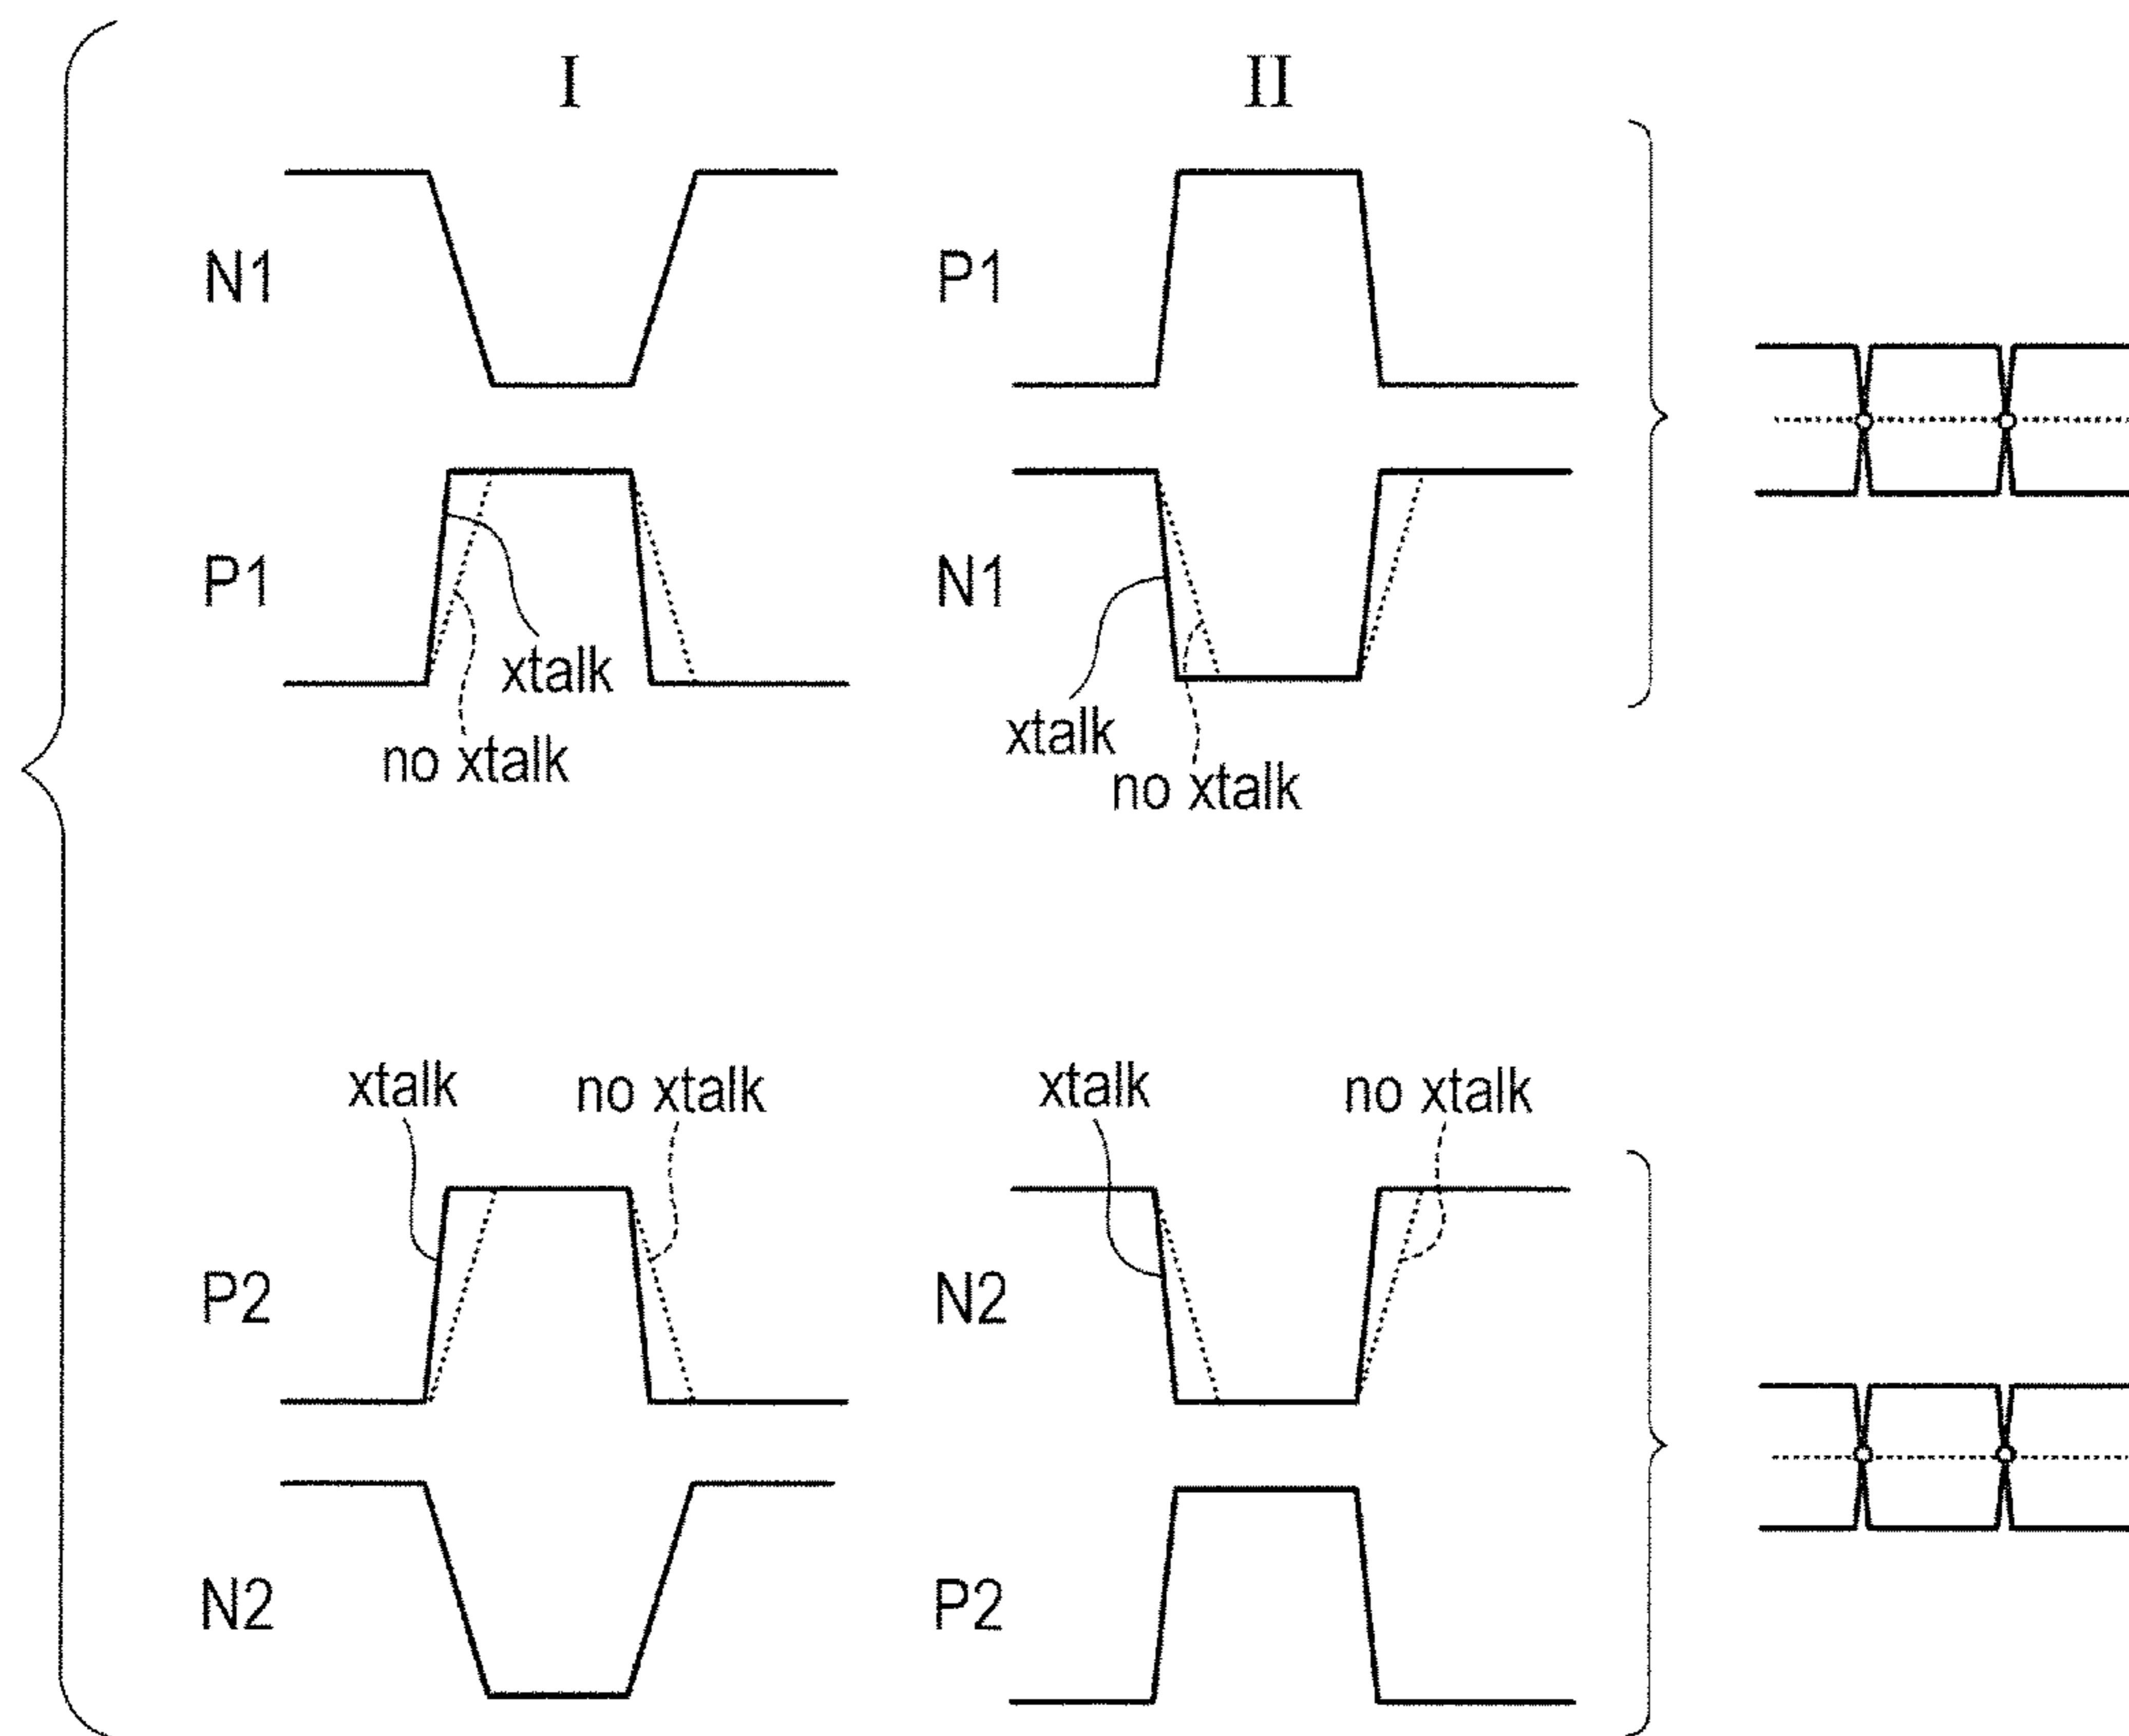 I II
N1 P1
P1 N1
xtalk xtalk
no xtalk no xtalk
xtalk no xtalk xtalk no xtalk
P2 N2
N2 P2